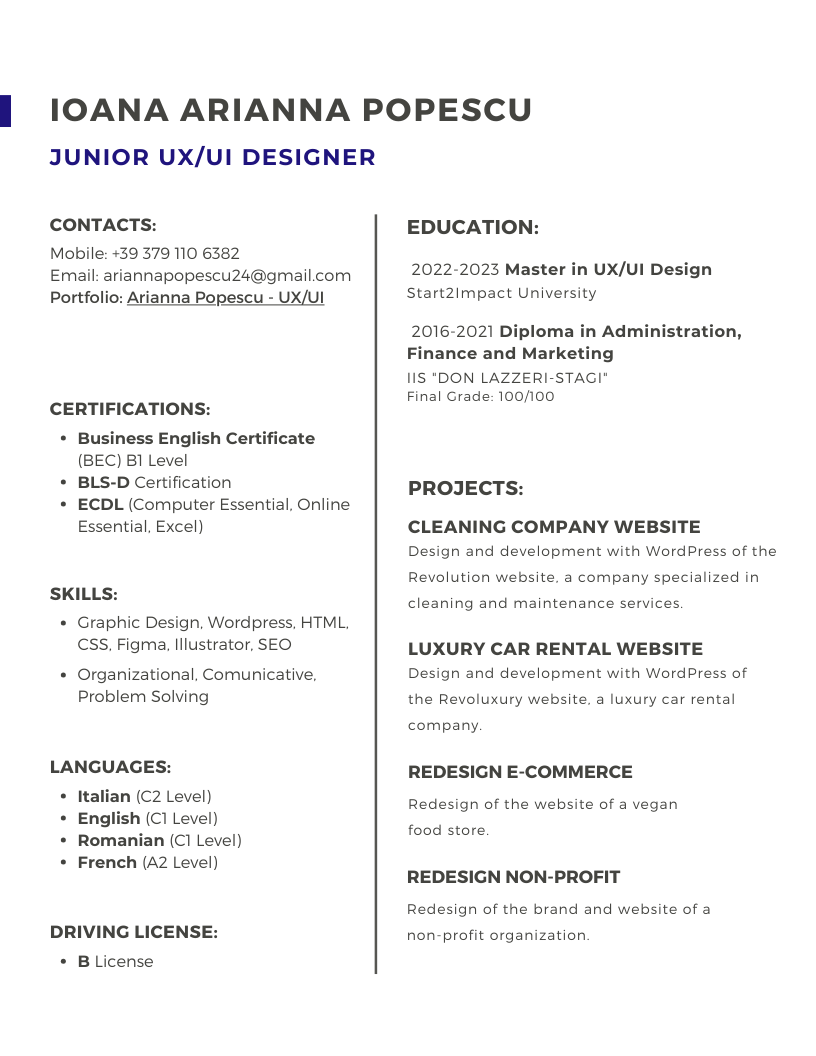 IOANA ARIANNA POPESCU
JUNIOR UX/UI DESIGNER
CONTACTS:
Mobile: +39 379 110 6382
Email: ariannapopescu24@gmail.com
Portfolio: Arianna Popescu - UX/UI
CERTIFICATIONS:
• Business English Certificate
(BEC) B1 Level
• BLS-D Certification
• ECDL (Computer Essential, Online
Essential, Excel)
SKILLS:
• Graphic Design, Wordpress, HTML,
CSS, Figma, Illustrator, SEO
• Organizational, Comunicative,
Problem Solving
LANGUAGES:
• Italian (C2 Level)
• English (C1 Level)
• Romanian (C1 Level)
• French (A2 Level)
DRIVING LICENSE:
• B License
EDUCATION:
2022-2023 Master in UX/UI Design
Start2Impact University
2016-2021 Diploma in Administration,
Finance and Marketing
IIS "DON LAZZERI-STAGI"
Final Grade: 100/100
PROJECTS:
CLEANING COMPANY WEBSITE
Design and development with WordPress of the
Revolution website, a company specialized in
cleaning and maintenance services.
LUXURY CAR RENTAL WEBSITE
Design and development with WordPress of
the Revoluxury website, a luxury car rental
company.
REDESIGN E-COMMERCE
Redesign of the website of a vegan
food store.
REDESIGN NON-PROFIT
Redesign of the brand and website of a
non-profit organization.